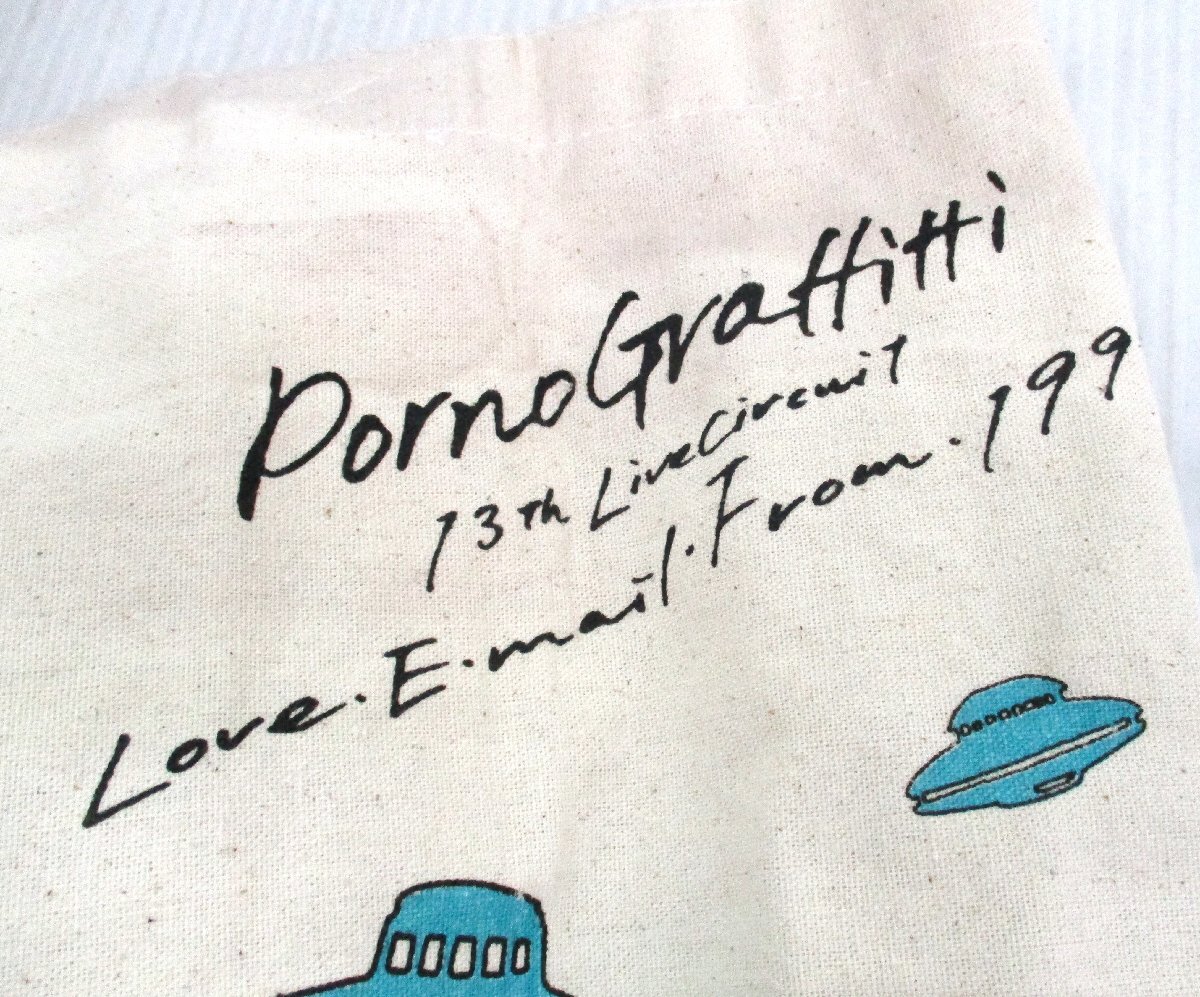 PornoGraffitti
13th LiveCircuit
Love.E.mail.From.199